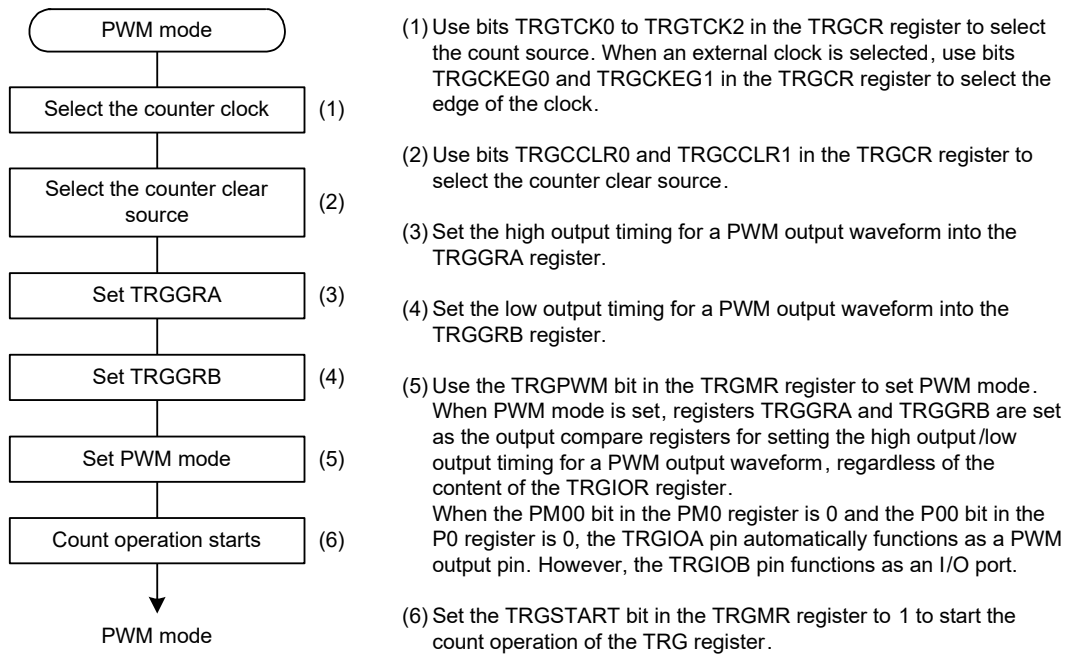 PWM mode
Select the counter clock
(1)
Select the counter clear
source
(2)
Set TRGGRA
(3)
Set TRGGRB
(4)
Set PWM mode
(5)
Count operation starts
(6)
PWM mode
(1) Use bits TRGTCK0 to TRGTCK2 in the TRGCR register to select
the count source. When an external clock is selected, use bits
TRGCKEG0 and TRGCKEG1 in the TRGCR register to select the
edge of the clock.
(2) Use bits TRGCCLR0 and TRGCCLR1 in the TRGCR register to
select the counter clear source.
(3) Set the high output timing for a PWM output waveform into the
TRGGRA register.
(4) Set the low output timing for a PWM output waveform into the
TRGGRB register.
(5) Use the TRGPWM bit in the TRGMR register to set PWM mode.
When PWM mode is set, registers TRGGRA and TRGGRB are set
as the output compare registers for setting the high output/low
output timing for a PWM output waveform, regardless of the
content of the TRGIOR register.
When the PM00 bit in the PM0 register is 0 and the P00 bit in the
P0 register is 0, the TRGIOA pin automatically functions as a PWM
output pin. However, the TRGIOB pin functions as an I/O port.
(6) Set the TRGSTART bit in the TRGMR register to 1 to start the
count operation of the TRG register.